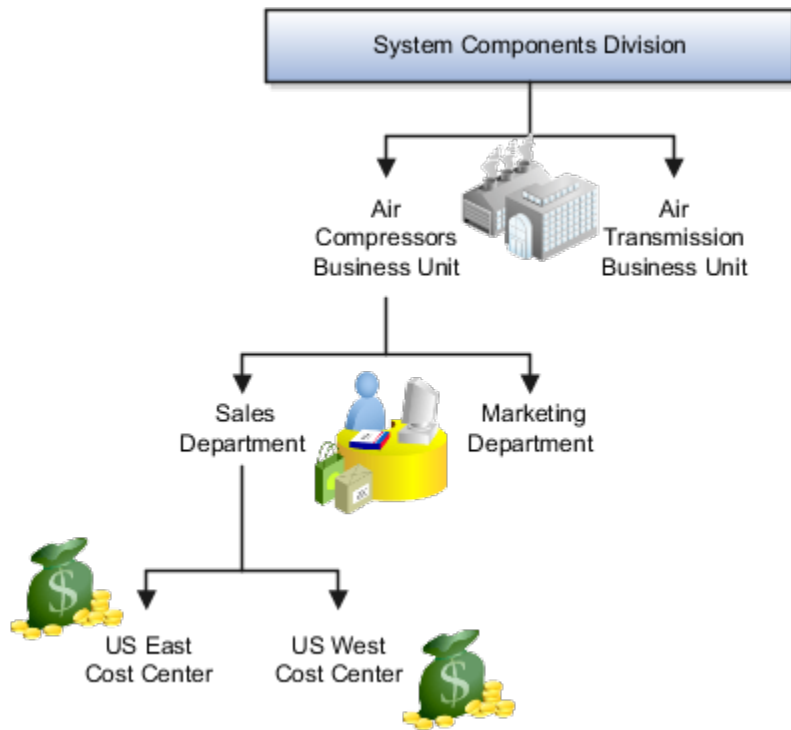 System Components Division
Air
Compressors
Business Unit
Air
Transmission
Business Unit
Sales
Department
Marketing
Department
US East
Cost Center
US West
Cost Center
$
$